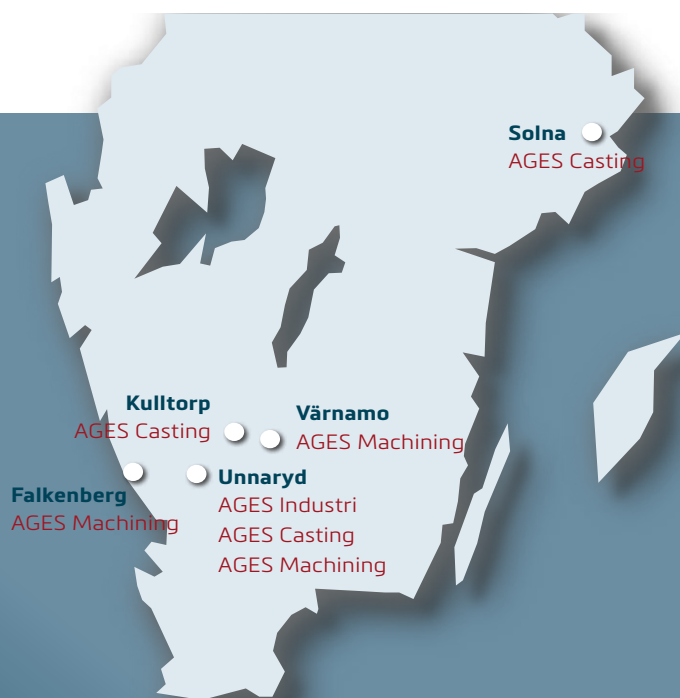 Solna
AGES Casting
Kulltorp
AGES Casting
Värnamo
AGES Machining
Falkenberg
AGES Machining
Unnaryd
AGES Industri
AGES Casting
AGES Machining